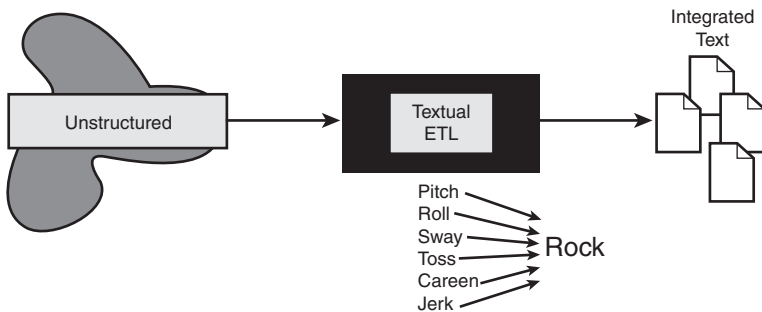 Integrated
Text
Unstructured
Textual
ETL
Pitch
Roll
Sway
Toss
Careen
Jerk
Rock